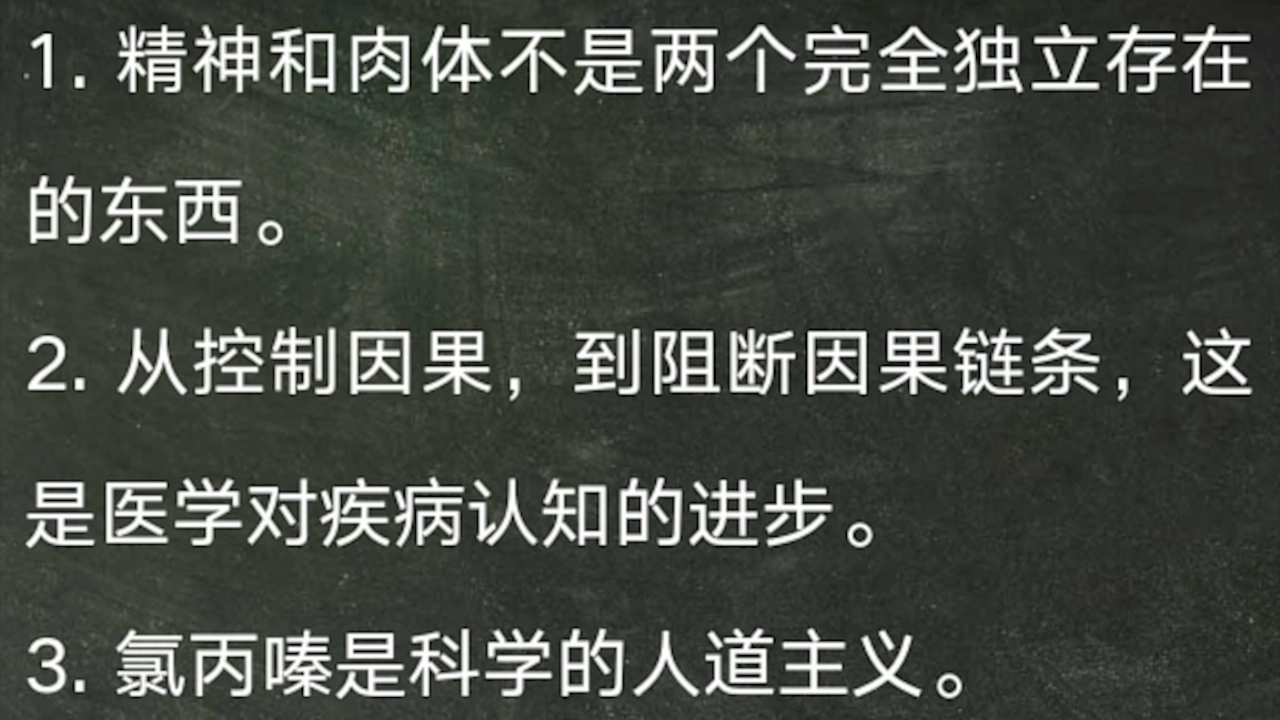 1. 精神和肉体不是两个完全独立存在
的东西。
2. 从控制因果，到阻断因果链条，这
是医学对疾病认知的进步。
3. 氯丙嗪是科学的人道主义。